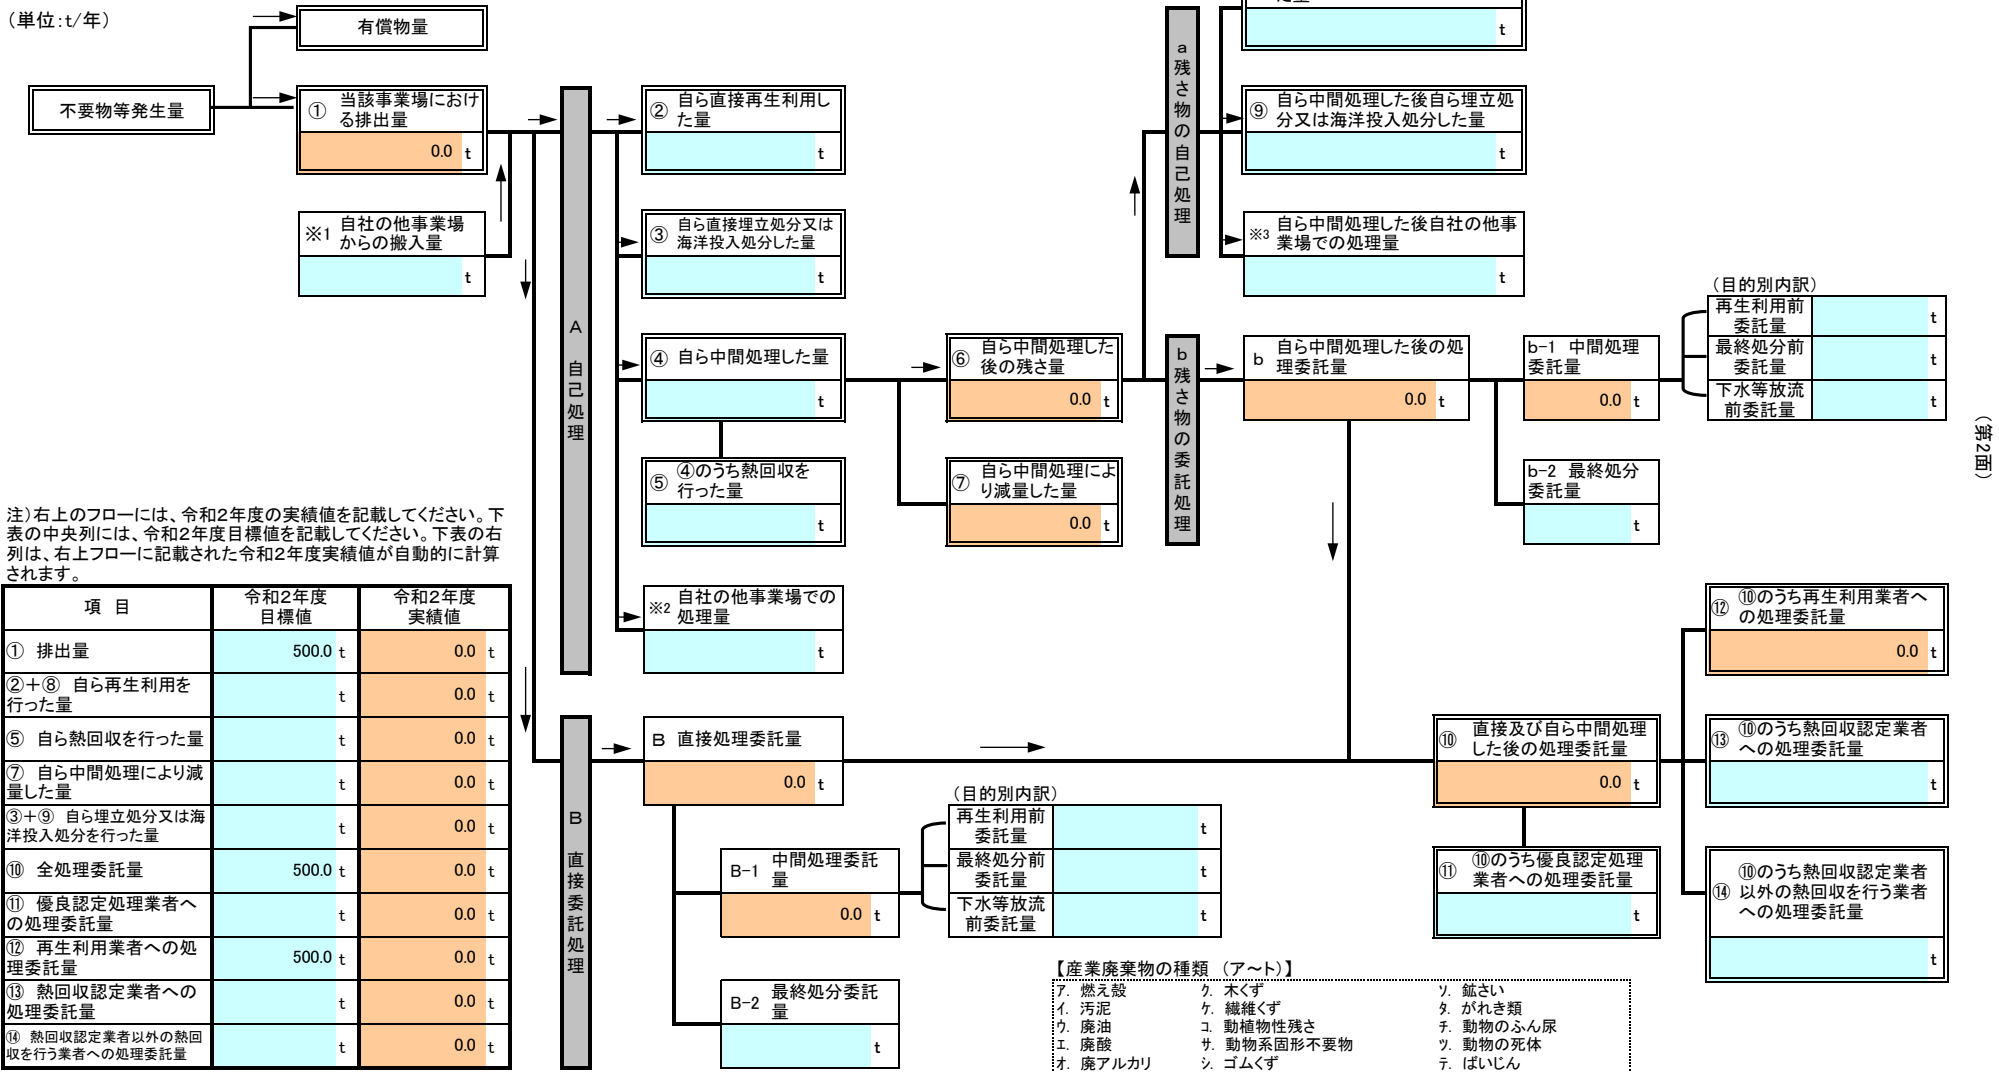 (単位:t/年)
有償物量
不要物等発生量
① 当該事業場におけ
る排出量
0.0 t
※1 自社の他事業場
からの搬入量
t
A 自己処理
② 自ら直接再生利用し
た量
t
③ 自ら直接埋立処分又は
海洋投入処分した量
t
④ 自ら中間処理した量
t
⑤ ④のうち熱回収を
行った量
t
※2 自社の他事業場での
処理量
t
⑥ 自ら中間処理した
後の残さ量
0.0 t
⑦ 自ら中間処理によ
り減量した量
0.0 t
a 残さ物の自己処理
t
⑨ 自ら中間処理した後自ら埋立処
分又は海洋投入処分した量
t
※3 自ら中間処理した後自社の他事
業場での処理量
t
b 残さ物の委託処理
b 自ら中間処理した後の処
理委託量
0.0 t
b-1 中間処理
委託量
0.0 t
(目的別内訳)
再生利用前
委託量
t
最終処分前
委託量
t
下水等放流
前委託量
t
b-2 最終処分
委託量
t
(第2面)
注)右上のフローには、令和2年度の実績値を記載してください。下
表の中央列には、令和2年度目標値を記載してください。下表の右
列は、右上フローに記載された令和2年度実績値が自動的に計算
されます。
項 目 令和2年度 目標値 令和2年度 実績値
① 排出量 500.0 t 0.0 t
②+⑧ 自ら再生利用を
行った量 t 0.0 t
⑤ 自ら熱回収を行った量 t 0.0 t
⑦ 自ら中間処理により減
量した量 t 0.0 t
③+⑨ 自ら埋立処分又は海
洋投入処分を行った量 t 0.0 t
⑩ 全処理委託量 500.0 t 0.0 t
⑪ 優良認定処理業者へ
の処理委託量 t 0.0 t
⑫ 再生利用業者への処
理委託量 500.0 t 0.0 t
⑬ 熱回収認定業者への
処理委託量 t 0.0 t
⑭ 熱回収認定業者以外の熱回
収を行う業者への処理委託量 t 0.0 t
B 直接委託処理
B 直接処理委託量
0.0 t
B-1 中間処理委託
量
0.0 t
(目的別内訳)
再生利用前
委託量
t
最終処分前
委託量
t
下水等放流
前委託量
t
B-2 最終処分委託
量
t
⑩ 直接及び自ら中間処理
した後の処理委託量
0.0 t
⑪ ⑩のうち優良認定処理
業者への処理委託量
t
⑫ ⑩のうち再生利用業者へ
の処理委託量
0.0 t
⑬ ⑩のうち熱回収認定業者
への処理委託量
t
⑭ ⑩のうち熱回収認定業者
以外の熱回収を行う業者
への処理委託量
t
【産業廃棄物の種類 (ア~ト)】
ア. 燃え殻 ク. 木くず ソ. 鉱さい
イ. 汚泥 ケ. 繊維くず タ. がれき類
ウ. 廃油 コ. 動植物性残さ チ. 動物のふん尿
エ. 廃酸 サ. 動物系固形不要物 ツ. 動物の死体
オ. 廃アルカリ シ. ゴムくず テ. ばいじん